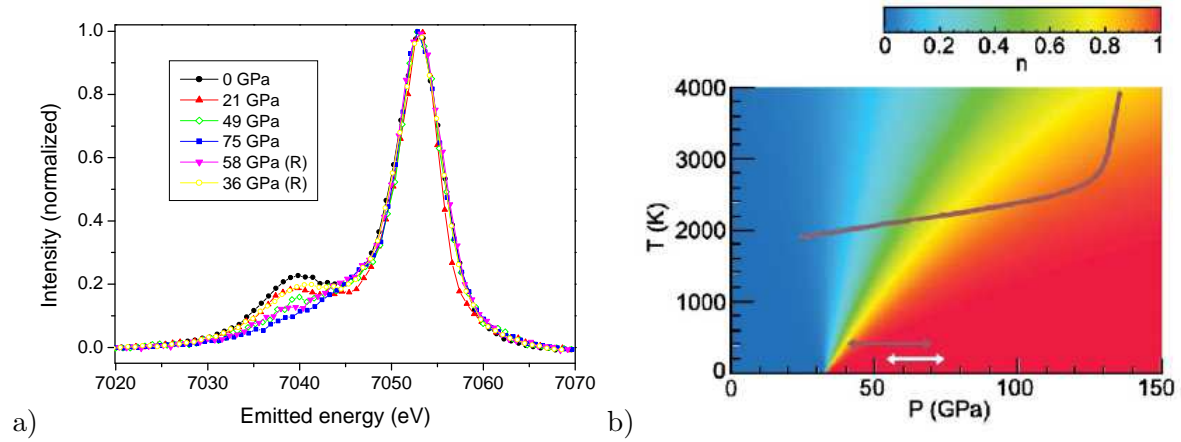 1.0
0.8
0.6
0.4
0.2
0.0
Intensity (normalized)
0 GPa
21 GPa
49 GPa
75 GPa
58 GPa (R)
36 GPa (R)
7020 7030 7040 7050 7060 7070
Emitted energy (eV)
a)
0 0.2 0.4 0.6 0.8 1
n
4000
3000
2000
1000
0
T (K)
0 50 100 150
P (GPa)
b)